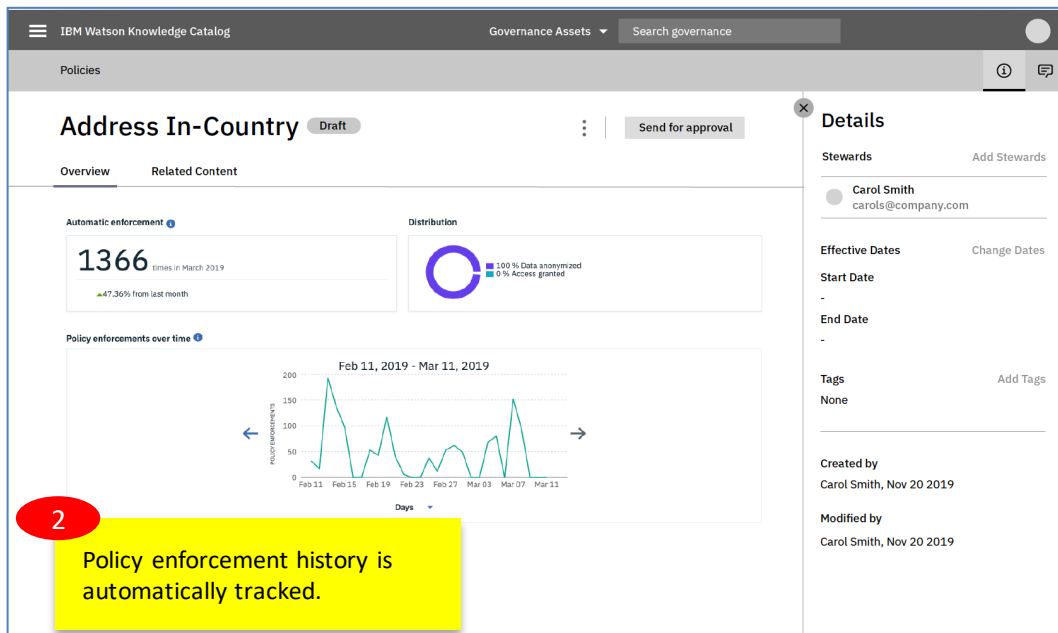 IBM Watson Knowledge Catalog
Governance Assets
Search governance
Policies
Address In-Country
Draft
Send for approval
Overview
Related Content
Automatic enforcement
1366 times in March 2019
47.36% from last month
Distribution
100 % Data anonymized
0 % Access granted
Policy enforcements over time
Feb 11, 2019 - Mar 11, 2019
POLICY ENFORCEMENTS
200
150
100
50
0
Feb 11 Feb 15 Feb 19 Feb 23 Feb 27 Mar 03 Mar 07 Mar 11
Days
2
Policy enforcement history is
automatically tracked.
Details
Stewards
Add Stewards
Carol Smith
carols@company.com
Effective Dates
Change Dates
Start Date
-
End Date
-
Tags
Add Tags
None
Created by
Carol Smith, Nov 20 2019
Modified by
Carol Smith, Nov 20 2019